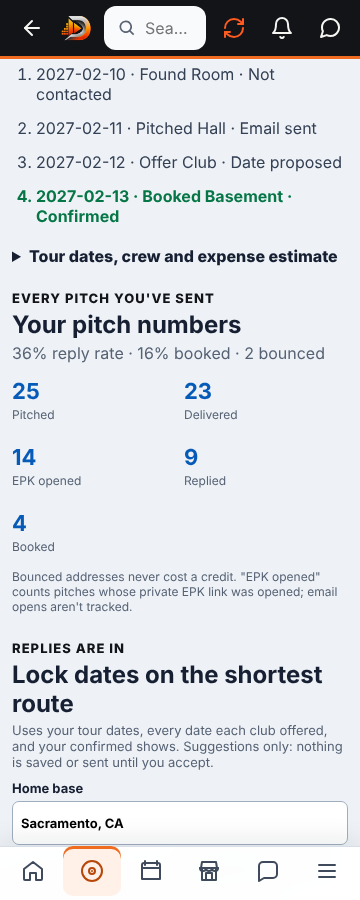 Sea...
1. 2027-02-10 · Found Room · Not
contacted
2. 2027-02-11 · Pitched Hall · Email sent
3. 2027-02-12 · Offer Club · Date proposed
4. 2027-02-13 · Booked Basement ·
Confirmed
Tour dates, crew and expense estimate
EVERY PITCH YOU'VE SENT
Your pitch numbers
36% reply rate · 16% booked · 2 bounced
25 23
Pitched Delivered
14 9
EPK opened Replied
4
Booked
Bounced addresses never cost a credit. "EPK opened"
counts pitches whose private EPK link was opened; email
opens aren't tracked.
REPLIES ARE IN
Lock dates on the shortest
route
Uses your tour dates, every date each club offered,
and your confirmed shows. Suggestions only: nothing
is saved or sent until you accept.
Home base
Sacramento, CA